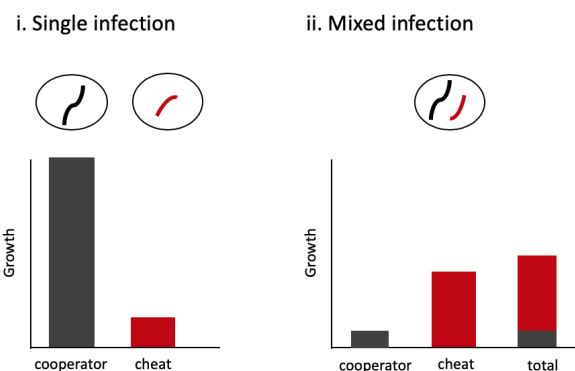 i. Single infection
Growth
cooperator cheat
ii. Mixed infection
Growth
cooperator cheat total